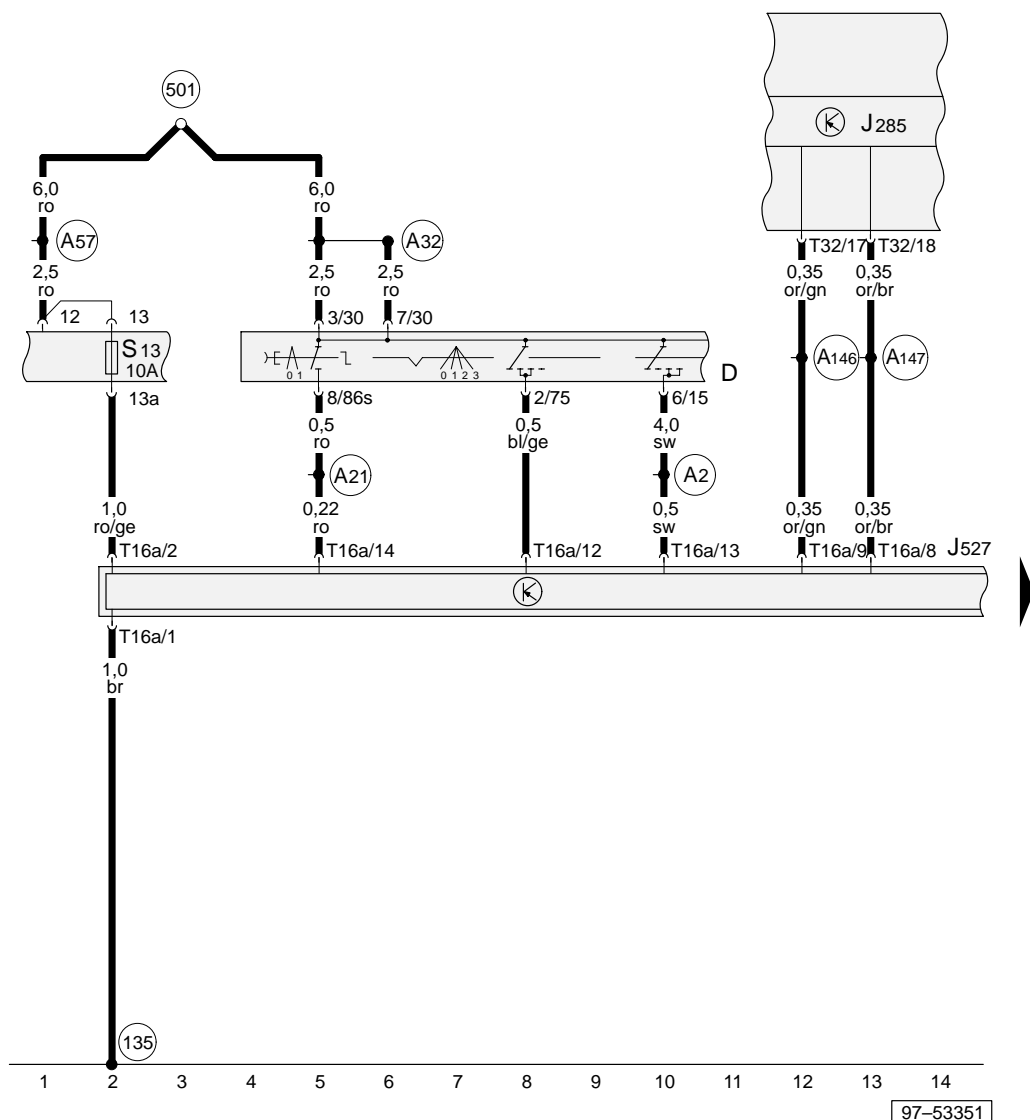 501
J 285
6,0 6,0
ro ro
A57 A32 T32/17 T32/18
2,5 2,5 2,5 0,35 0,35
ro ro ro or/gn or/br
12 13 3/30 7/30
S 13
10A
0 1 0 1 2 3
A146 A147
D
13a 8/86s 2/75 6/15
0,5 0,5 4,0
ro bl/ge sw
A21 A2
1,0 0,22 0,5 0,35 0,35
ro/ge ro sw or/gn or/br
T16a/2 T16a/14 T16a/12 T16a/13 T16a/9 T16a/8 J527
T16a/1
1,0
br
135
1 2 3 4 5 6 7 8 9 10 11 12 13 14
97–53351